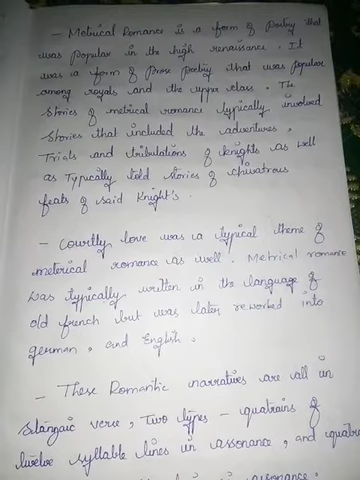 - Metrical Romance is a form of Poetry that
was Popular in the high renaissance. It
was a form of Prose Poetry that was popular
among royals and the upper class. The
Stories of metrical romance typically involved
Stories that included the adventures,
Trials and tribulations of knights as well
as Typically told stories of chivatrous
feats of said Knight's.
- Courtly love was a typical theme of
meterical romance as well. Metrical romance
was typically written in the language of
old french but was later reworked into
german, and English.
- These Romantic narratives are all in
Stanzaic verse, Two types - quatrains of
twelve syllable lines in assonance, and
assonance.